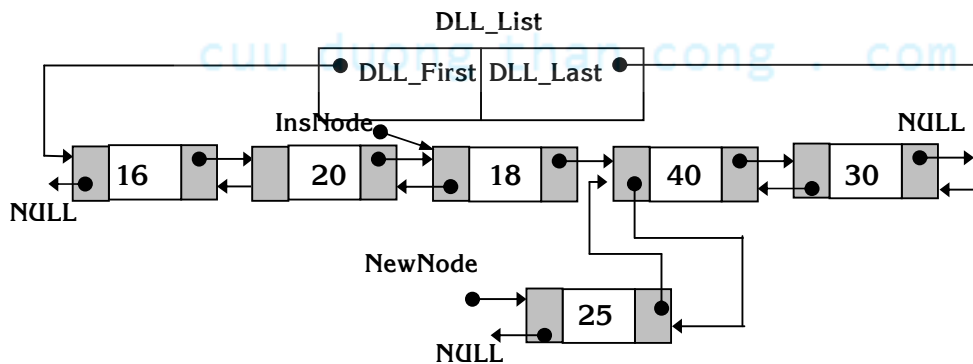 DLL_List
cuu duong than cong . com
DLL_First DLL_Last
InsNode
NULL
16 20 18 40 30
NULL
NewNode
25
NULL